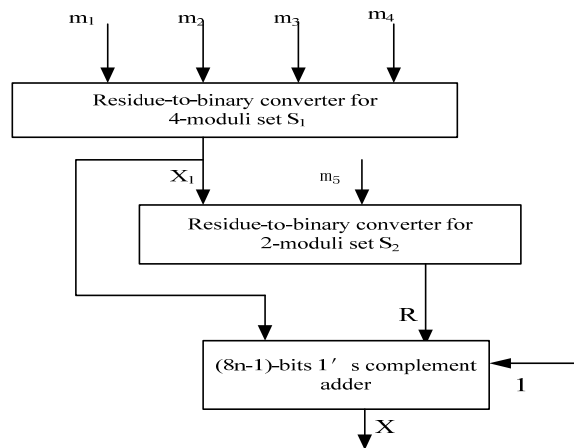 m₁ m₂ m₃ m₄
Residue-to-binary converter for
4-moduli set S₁
X₁ m₅
Residue-to-binary converter for
2-moduli set S₂
R
(8n-1)-bits 1′ s complement
adder
1
X